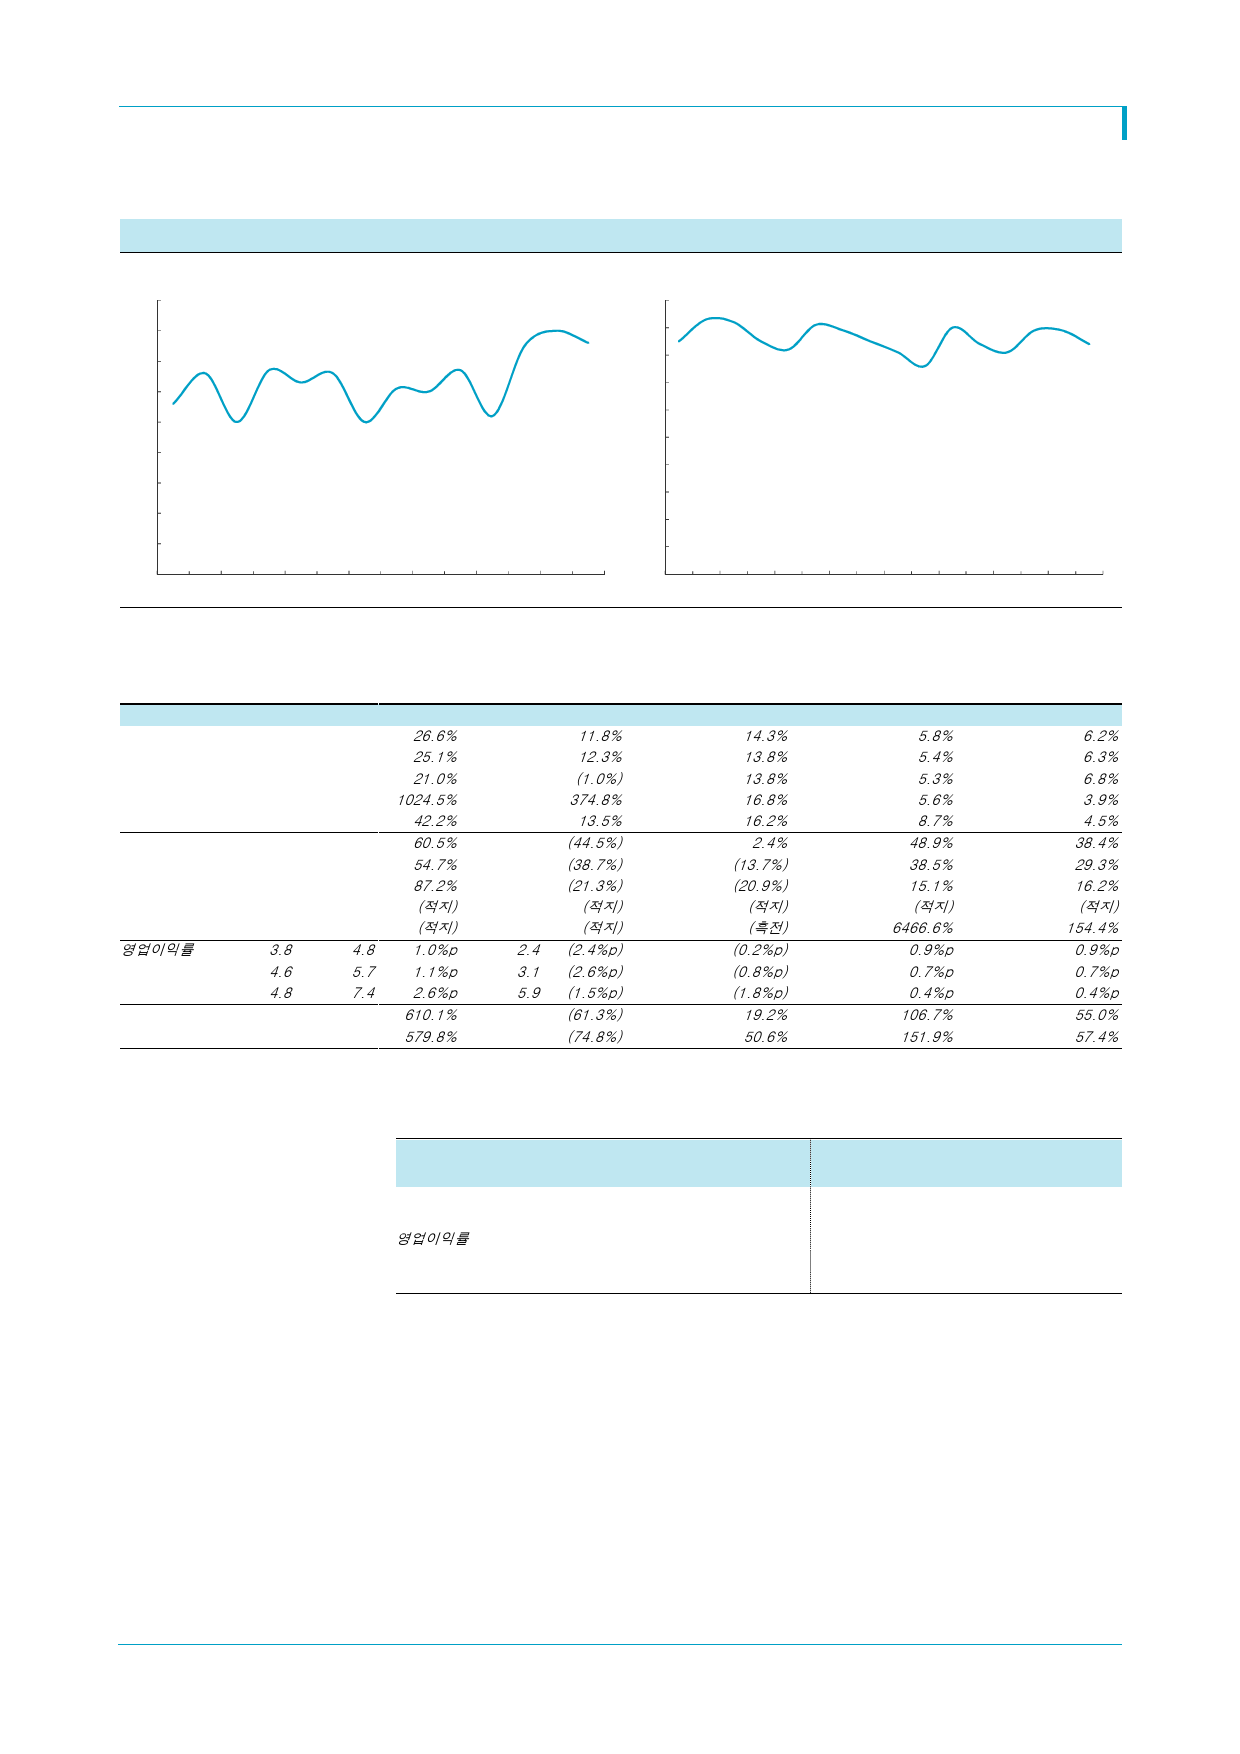 26.6% 11.8% 14.3% 5.8% 6.2%
25.1% 12.3% 13.8% 5.4% 6.3%
21.0% (1.0%) 13.8% 5.3% 6.8%
1024.5% 374.8% 16.8% 5.6% 3.9%
42.2% 13.5% 16.2% 8.7% 4.5%
60.5% (44.5%) 2.4% 48.9% 38.4%
54.7% (38.7%) (13.7%) 38.5% 29.3%
87.2% (21.3%) (20.9%) 15.1% 16.2%
(적지) (적지) (적지) (적지) (적지)
(적지) (적지) (흑전) 6466.6% 154.4%
영업이익률 3.8 4.8 1.0%p 2.4 (2.4%p) (0.2%p) 0.9%p 0.9%p
4.6 5.7 1.1%p 3.1 (2.6%p) (0.8%p) 0.7%p 0.7%p
4.8 7.4 2.6%p 5.9 (1.5%p) (1.8%p) 0.4%p 0.4%p
610.1% (61.3%) 19.2% 106.7% 55.0%
579.8% (74.8%) 50.6% 151.9% 57.4%
영업이익률